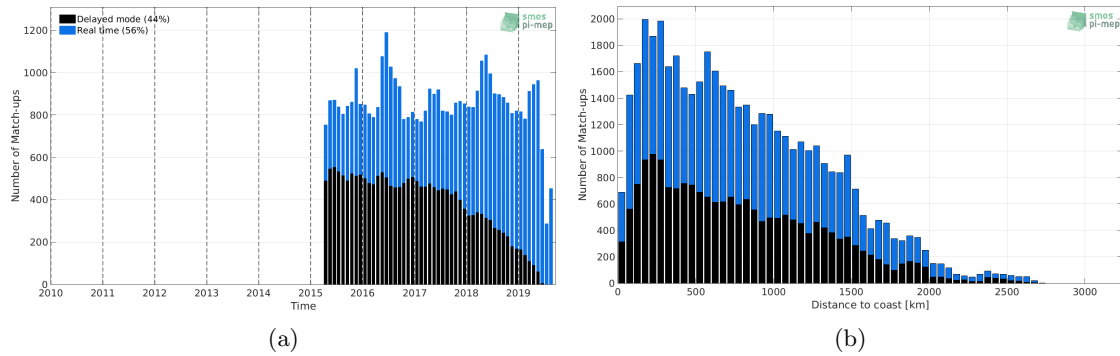 Delayed mode (44%)
Real time (56%)
smos
pi-mep
1200
1000
800
600
400
200
0
Number of Match-ups
2010 2011 2012 2013 2014 2015 2016 2017 2018 2019
Time
(a)
smos
pi-mep
2000
1800
1600
1400
1200
1000
800
600
400
200
0
Number of Match-ups
0 500 1000 1500 2000 2500 3000
Distance to coast [km]
(b)